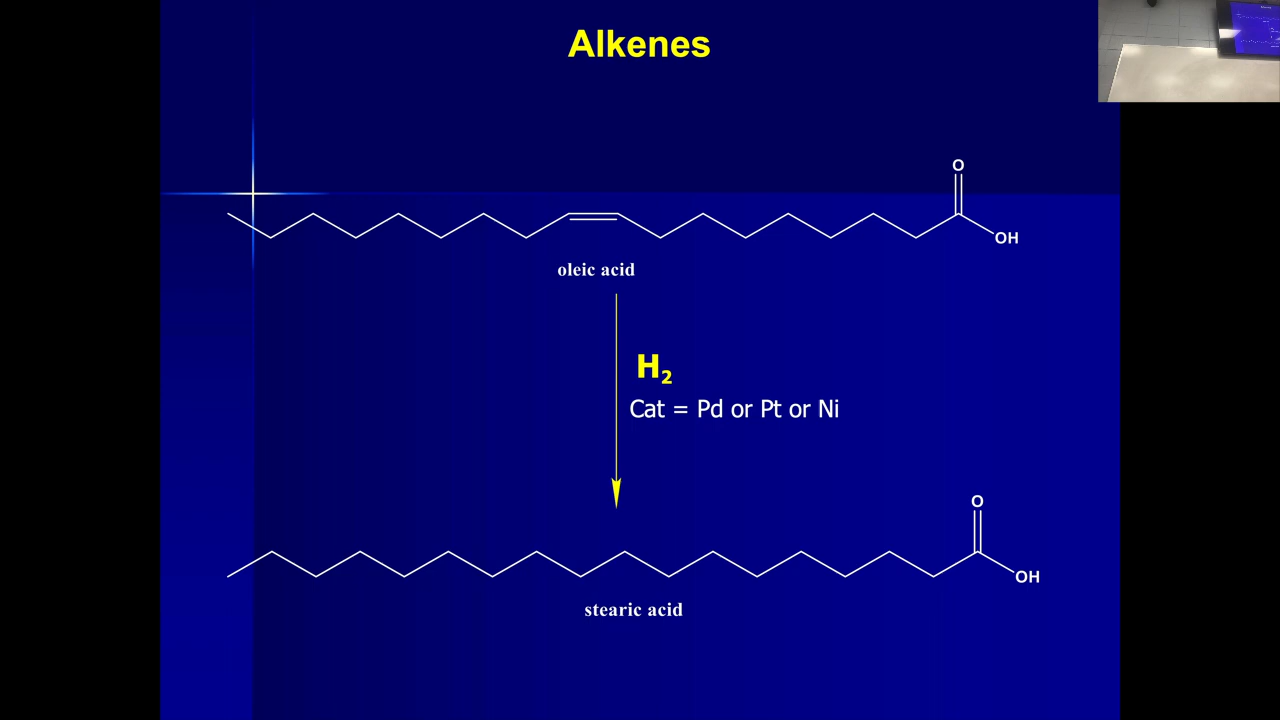 Alkenes
O
OH
oleic acid
H₂
Cat = Pd or Pt or Ni
O
OH
stearic acid